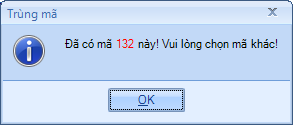 Trùng mã
Đã có mã 132 này! Vui lòng chọn mã khác!
OK